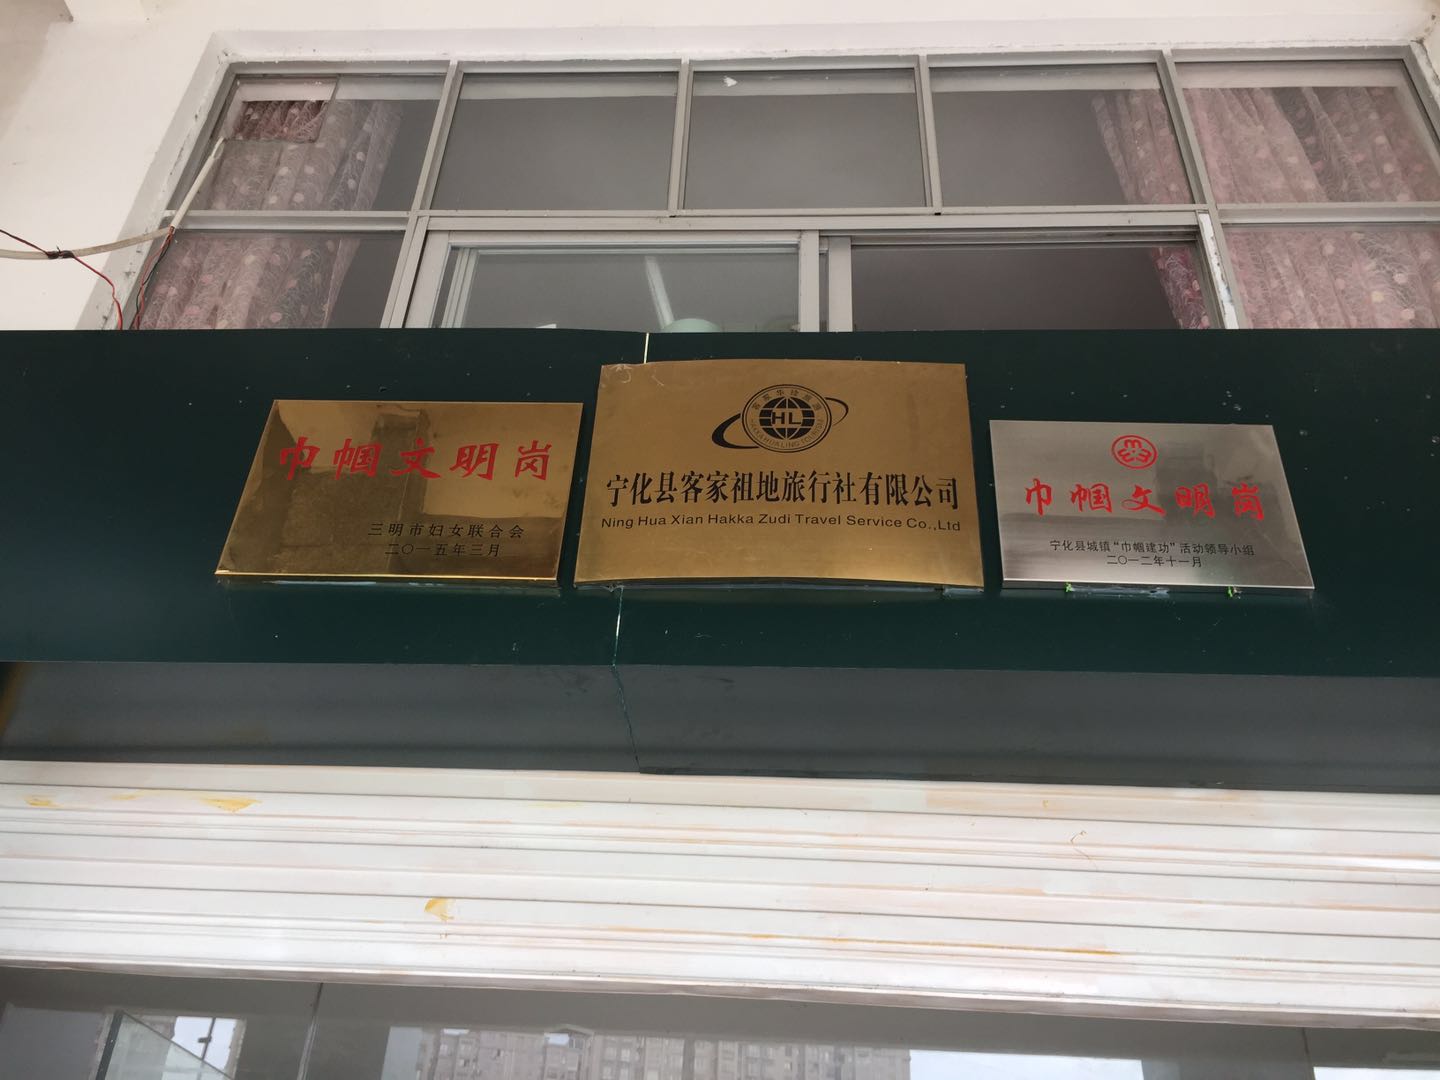 巾帼文明岗
三明市妇女联合会
二〇一五年三月
HL
宁化县客家祖地旅行社有限公司
Ning Hua Xian Hakka Zudi Travel Service Co.,Ltd
巾帼文明岗
宁化县城镇“巾帼建功”活动领导小组
二〇一二年十一月